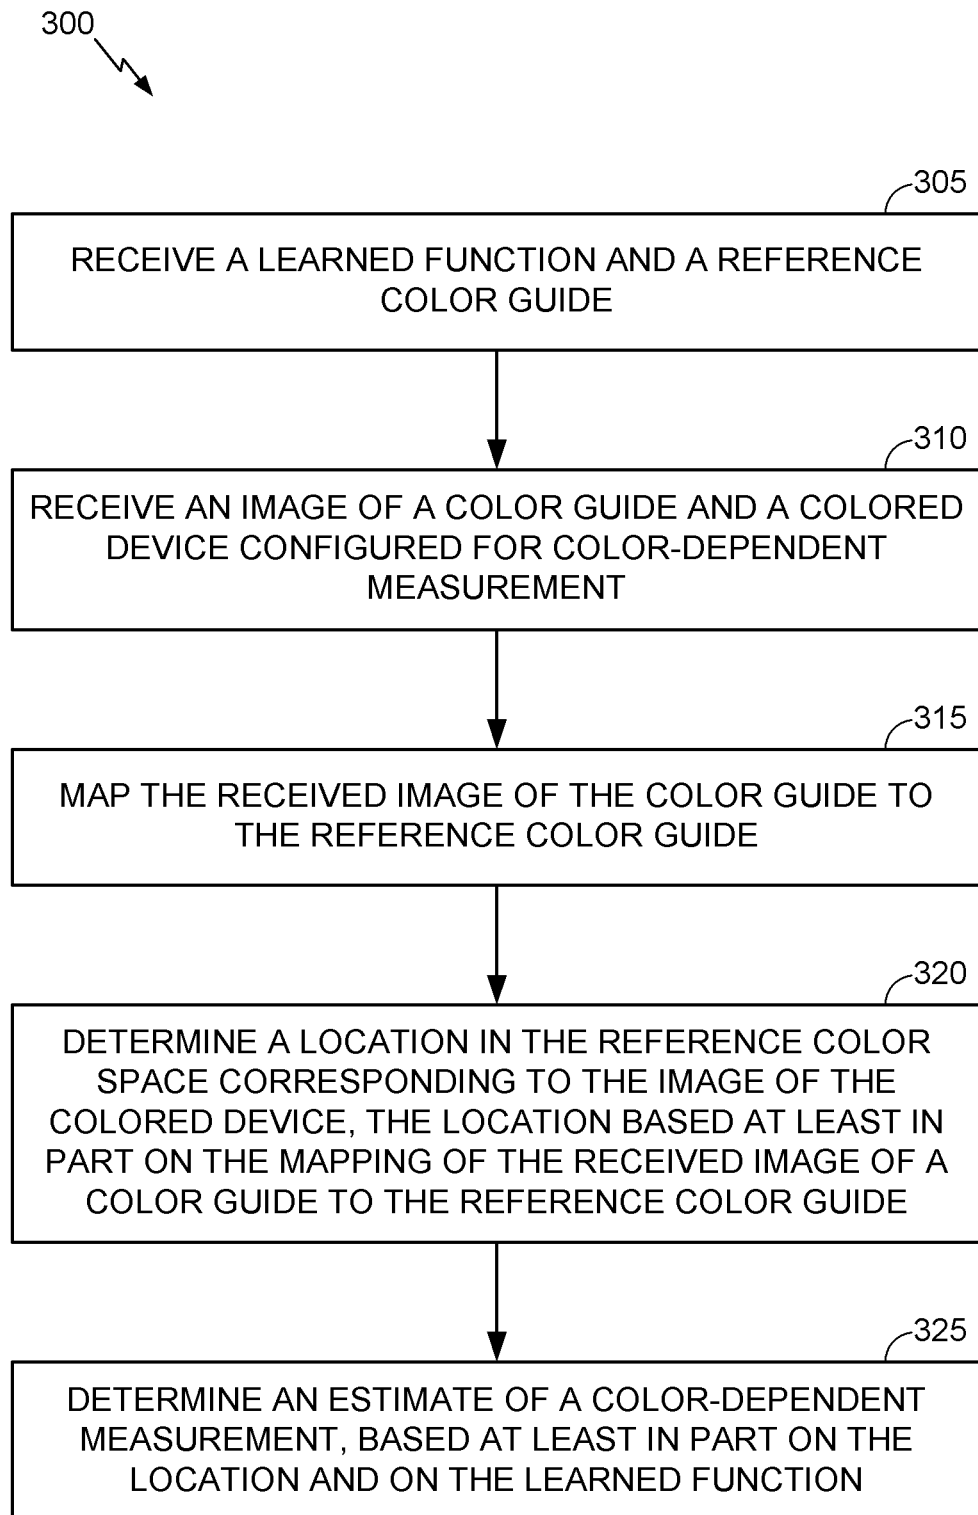 300
305
RECEIVE A LEARNED FUNCTION AND A REFERENCE
COLOR GUIDE
310
RECEIVE AN IMAGE OF A COLOR GUIDE AND A COLORED
DEVICE CONFIGURED FOR COLOR-DEPENDENT
MEASUREMENT
315
MAP THE RECEIVED IMAGE OF THE COLOR GUIDE TO
THE REFERENCE COLOR GUIDE
320
DETERMINE A LOCATION IN THE REFERENCE COLOR
SPACE CORRESPONDING TO THE IMAGE OF THE
COLORED DEVICE, THE LOCATION BASED AT LEAST IN
PART ON THE MAPPING OF THE RECEIVED IMAGE OF A
COLOR GUIDE TO THE REFERENCE COLOR GUIDE
325
DETERMINE AN ESTIMATE OF A COLOR-DEPENDENT
MEASUREMENT, BASED AT LEAST IN PART ON THE
LOCATION AND ON THE LEARNED FUNCTION